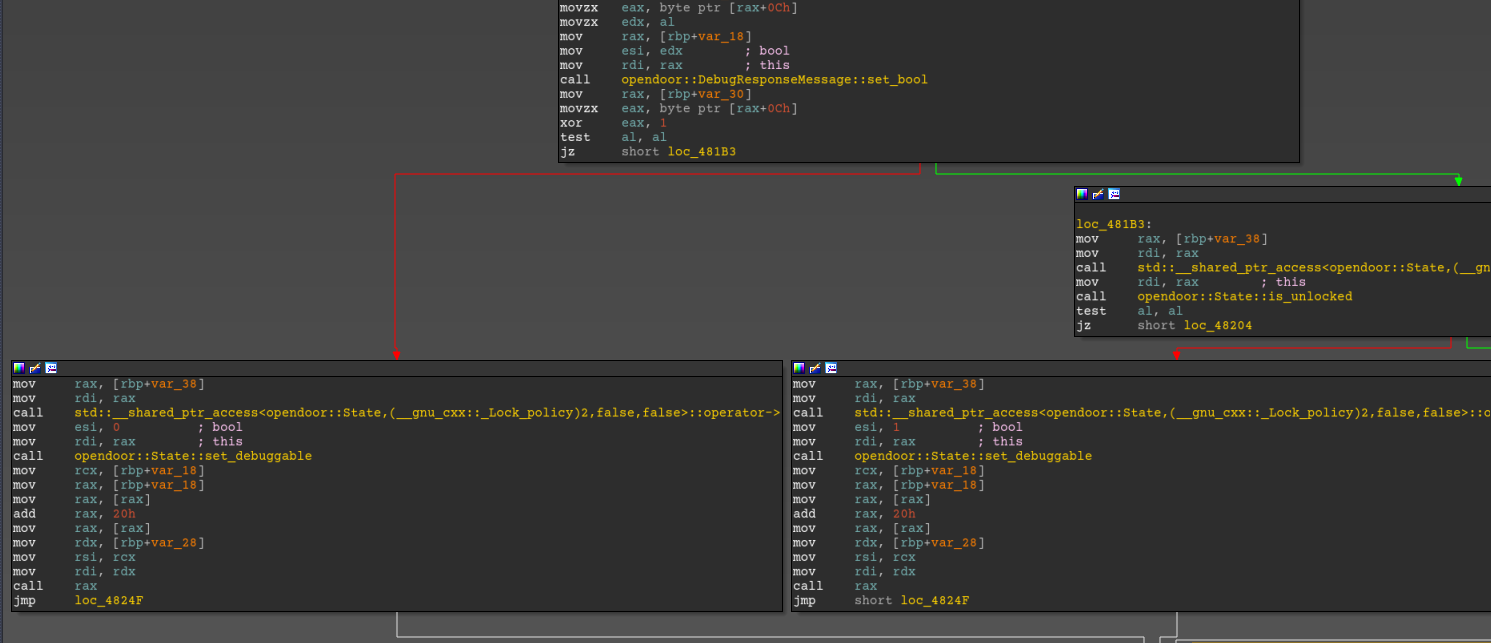 movzx eax, byte ptr [rax+0Ch]
movzx edx, al
mov rax, [rbp+var_18]
mov esi, edx ; bool
mov rdi, rax ; this
call opendoor::DebugResponseMessage::set_bool
mov rax, [rbp+var_30]
movzx eax, byte ptr [rax+0Ch]
xor eax, 1
test al, al
jz short loc_481B3
loc_481B3:
mov rax, [rbp+var_38]
mov rdi, rax
call std::__shared_ptr_access<opendoor::State,(__gn
mov rdi, rax ; this
call opendoor::State::is_unlocked
test al, al
jz short loc_48204
mov rax, [rbp+var_38]
mov rdi, rax
call std::__shared_ptr_access<opendoor::State,(__gnu_cxx::_Lock_policy)2,false,false>::operator->
mov esi, 0 ; bool
mov rdi, rax ; this
call opendoor::State::set_debuggable
mov rcx, [rbp+var_18]
mov rax, [rbp+var_18]
mov rax, [rax]
add rax, 20h
mov rax, [rax]
mov rdx, [rbp+var_28]
mov rsi, rcx
mov rdi, rdx
call rax
jmp loc_4824F
mov rax, [rbp+var_38]
mov rdi, rax
call std::__shared_ptr_access<opendoor::State,(__gnu_cxx::_Lock_policy)2,false,false>::o
mov esi, 1 ; bool
mov rdi, rax ; this
call opendoor::State::set_debuggable
mov rcx, [rbp+var_18]
mov rax, [rbp+var_18]
mov rax, [rax]
add rax, 20h
mov rax, [rax]
mov rdx, [rbp+var_28]
mov rsi, rcx
mov rdi, rdx
call rax
jmp short loc_4824F